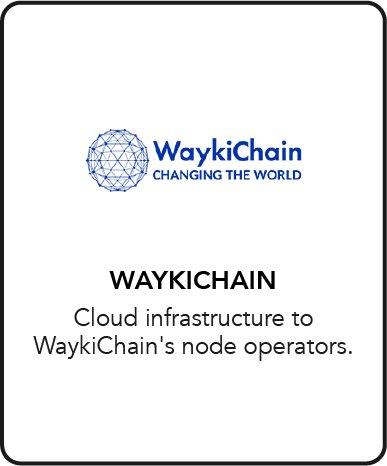 WaykiChain
CHANGING THE WORLD
WAYKICHAIN
Cloud infrastructure to
WaykiChain's node operators.